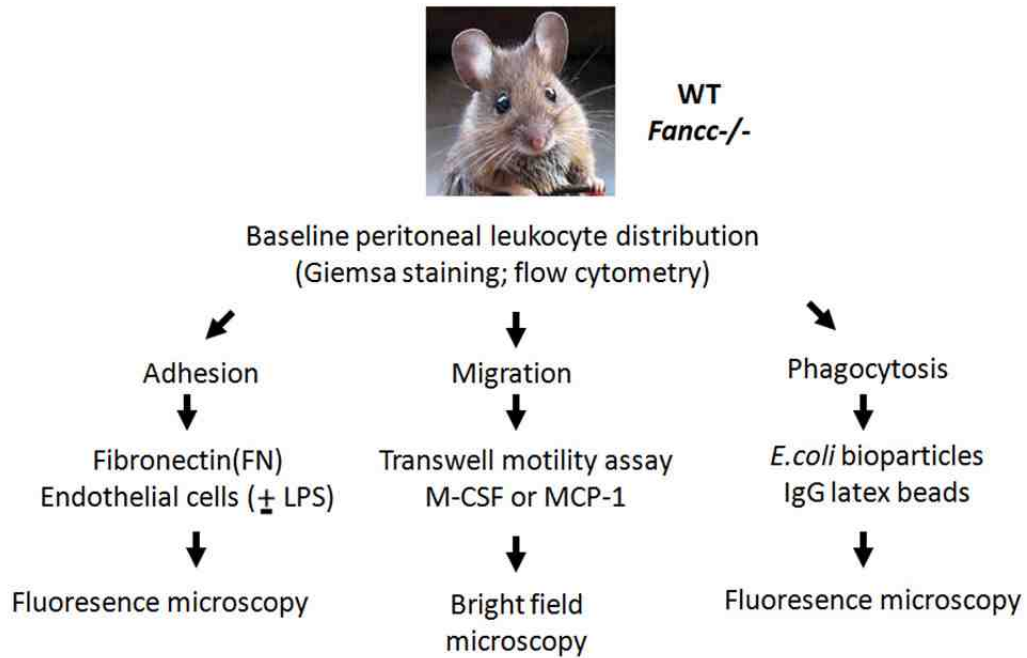 WT
Fancc-/-
Baseline peritoneal leukocyte distribution
(Giemsa staining; flow cytometry)
Adhesion
Migration
Phagocytosis
Fibronectin(FN)
Endothelial cells (± LPS)
Transwell motility assay
M-CSF or MCP-1
E.coli bioparticles
IgG latex beads
Fluoresence microscopy
Bright field
microscopy
Fluoresence microscopy